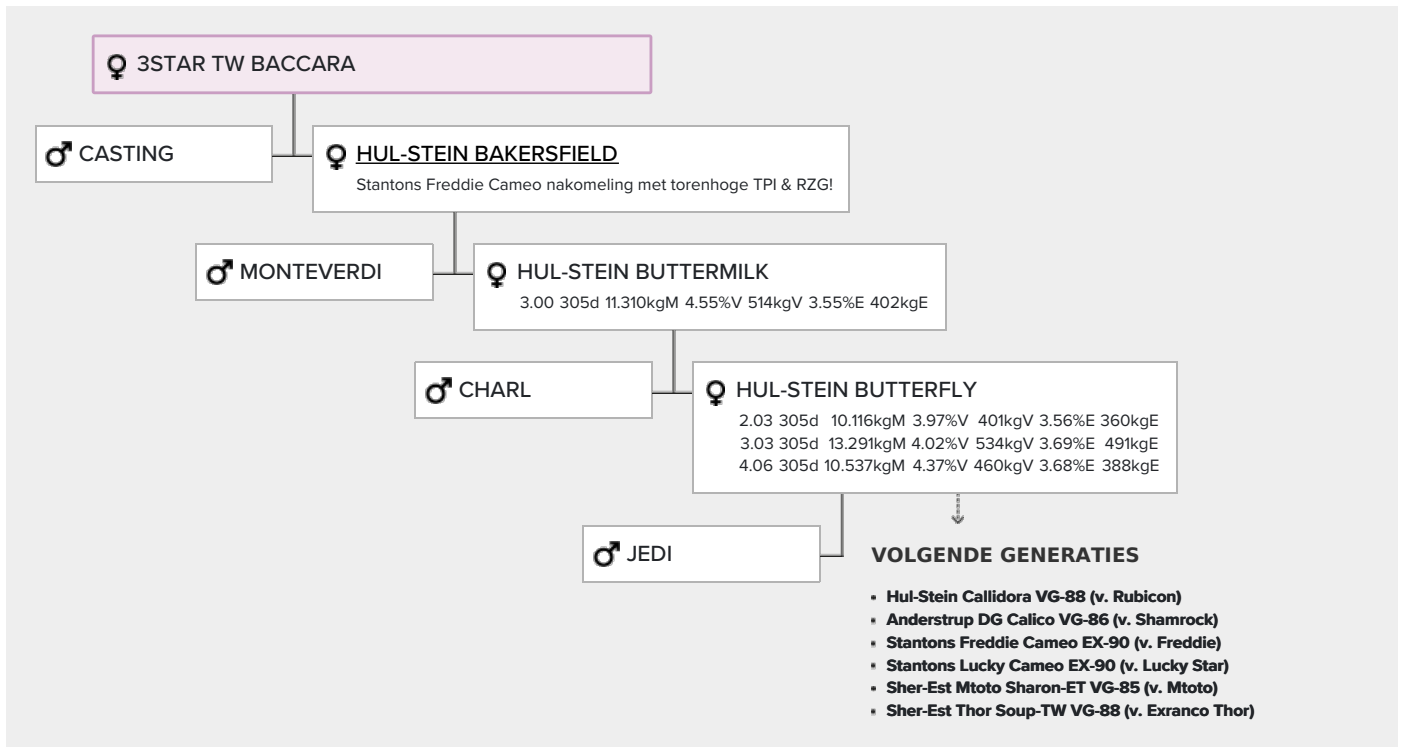 3STAR TW BACCARA
CASTING
HUL-STEIN BAKERSFIELD
Stantons Freddie Cameo nakomeling met torenhoge TPI & RZG!
MONTEVERDI
HUL-STEIN BUTTERMILK
3.00 305d 11.310kgM 4.55%V 514kgV 3.55%E 402kgE
CHARL
HUL-STEIN BUTTERFLY
2.03 305d 10.116kgM 3.97%V 401kgV 3.56%E 360kgE
3.03 305d 13.291kgM 4.02%V 534kgV 3.69%E 491kgE
4.06 305d 10.537kgM 4.37%V 460kgV 3.68%E 388kgE
JEDI
VOLGENDE GENERATIES
Hul-Stein Callidora VG-88 (v. Rubicon)
Anderstrup DG Calico VG-86 (v. Shamrock)
Stantons Freddie Cameo EX-90 (v. Freddie)
Stantons Lucky Cameo EX-90 (v. Lucky Star)
Sher-Est Mtoto Sharon-ET VG-85 (v. Mtoto)
Sher-Est Thor Soup-TW VG-88 (v. Exranco Thor)